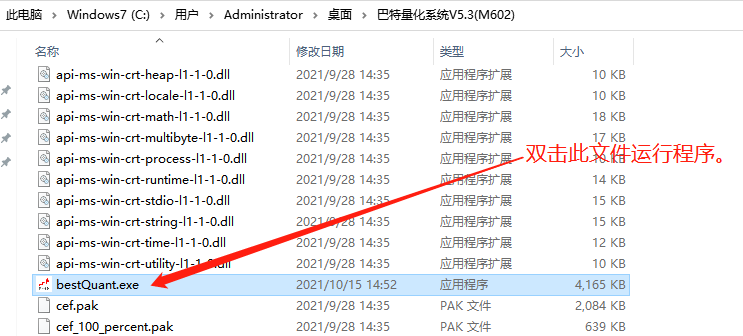 此电脑 > Windows7 (C:) > 用户 > Administrator > 桌面 > 巴特量化系统V5.3(M602)
名称 修改日期 类型 大小
api-ms-win-crt-heap-l1-1-0.dll 2021/9/28 14:35 应用程序扩展 10 KB
api-ms-win-crt-locale-l1-1-0.dll 2021/9/28 14:35 应用程序扩展 10 KB
api-ms-win-crt-math-l1-1-0.dll 2021/9/28 14:35 应用程序扩展 18 KB
api-ms-win-crt-multibyte-l1-1-0.dll 2021/9/28 14:35 应用程序扩展 17 KB
双击此文件运行程序。
api-ms-win-crt-process-l1-1-0.dll 2021/9/28 14:35 应用程序扩展 10 KB
api-ms-win-crt-runtime-l1-1-0.dll 2021/9/28 14:35 应用程序扩展 14 KB
api-ms-win-crt-stdio-l1-1-0.dll 2021/9/28 14:35 应用程序扩展 15 KB
api-ms-win-crt-string-l1-1-0.dll 2021/9/28 14:35 应用程序扩展 15 KB
api-ms-win-crt-time-l1-1-0.dll 2021/9/28 14:35 应用程序扩展 12 KB
api-ms-win-crt-utility-l1-1-0.dll 2021/9/28 14:35 应用程序扩展 10 KB
bestQuant.exe 2021/10/15 14:52 应用程序 4,165 KB
cef.pak 2021/9/28 14:35 PAK 文件 2,084 KB
cef_100_percent.pak 2021/9/28 14:35 PAK 文件 639 KB